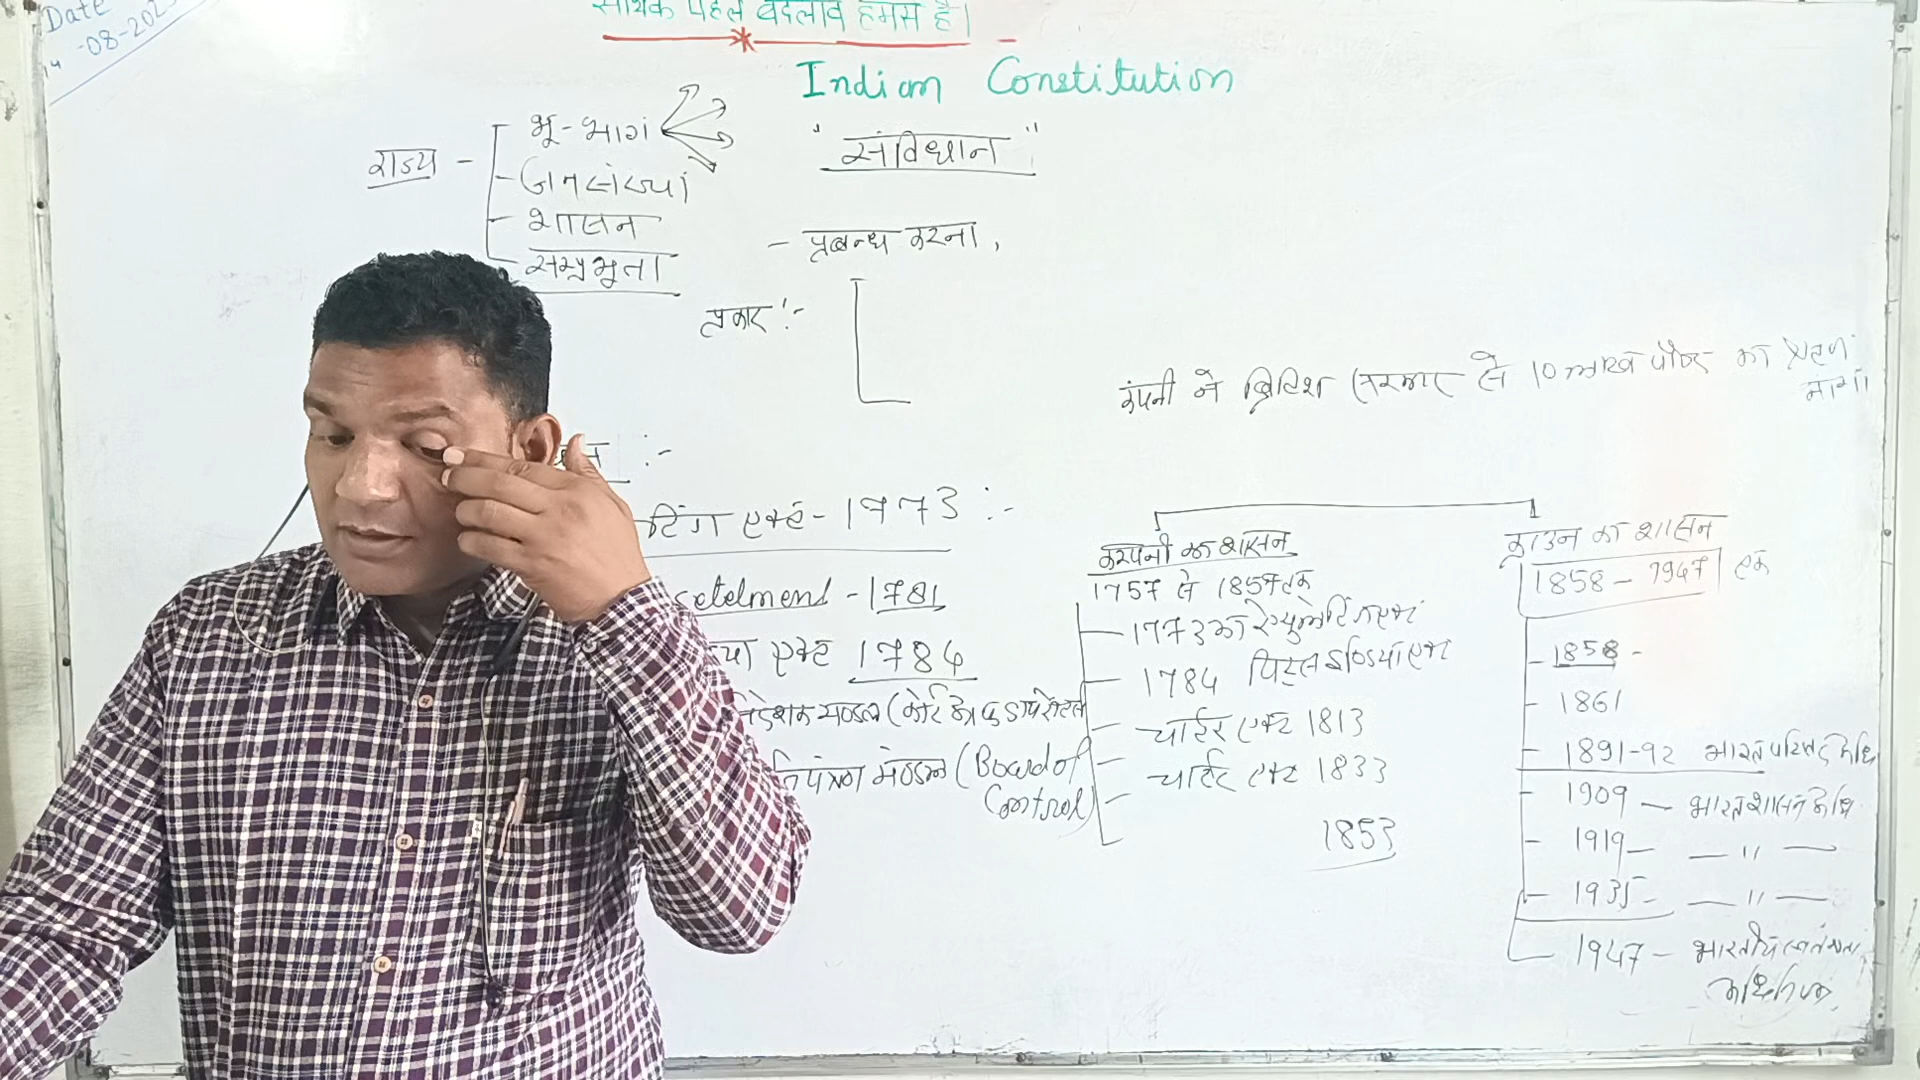 Date
-08-202
पहले बदलाव हमसे है।
Indian Constitution
"संविधान"
राज्य -
भू-भाग
जनसंख्या
शासन
सम्प्रभुता
- प्रबन्ध करना,
प्रकार :-
कंपनी ने ब्रिटिश सरकार से 10 लाख पौण्ड का ऋण
मांगा
:-
टिंग एक्ट - 1773 :-
setelment - 1781
या एक्ट 1784
निदेशक मण्डल (कोर्ट ऑफ डायरेक्टर
नियंत्रण मण्डल (Board of
Control)
कम्पनी का शासन
1757 से 1857 तक
1773 का रेग्युलेटिंग एक्ट
1784 पिट्स इण्डिया एक्ट
चार्टर एक्ट 1813
चार्टर एक्ट 1833
1853
क्राउन का शासन
1858 - 1947 तक
1858 -
1861
1891-92 भारत परिषद् अधि
1909 - भारत शासन अधि
1919 - — " —
1935 - — " —
1947 - भारतीय स्वतंत्रता
अधिनियम